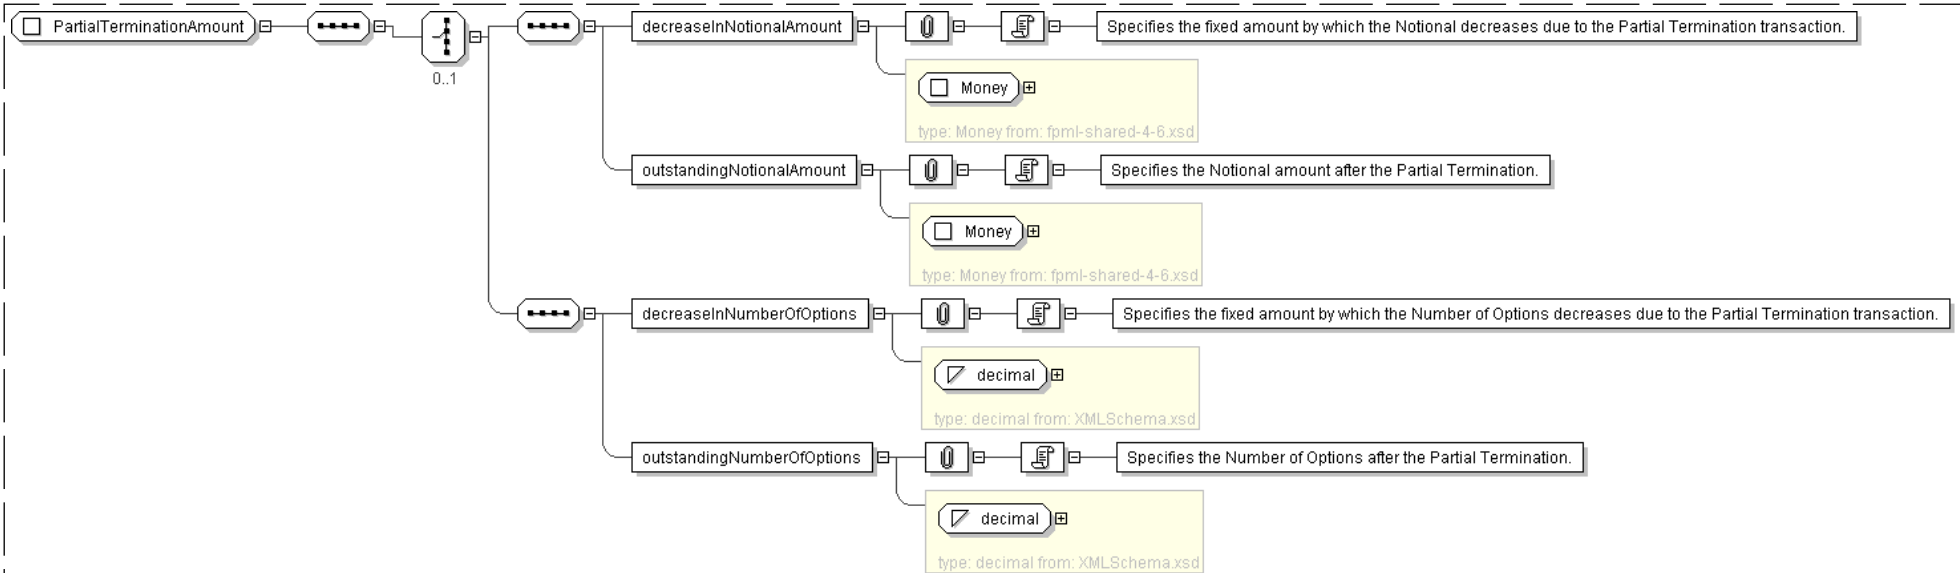 PartialTerminationAmount
0..1
decreaseInNotionalAmount
Specifies the fixed amount by which the Notional decreases due to the Partial Termination transaction.
Money
type: Money from: fpml-shared-4-6.xsd
outstandingNotionalAmount
Specifies the Notional amount after the Partial Termination.
Money
type: Money from: fpml-shared-4-6.xsd
decreaseInNumberOfOptions
Specifies the fixed amount by which the Number of Options decreases due to the Partial Termination transaction.
decimal
type: decimal from: XMLSchema.xsd
outstandingNumberOfOptions
Specifies the Number of Options after the Partial Termination.
decimal
type: decimal from: XMLSchema.xsd